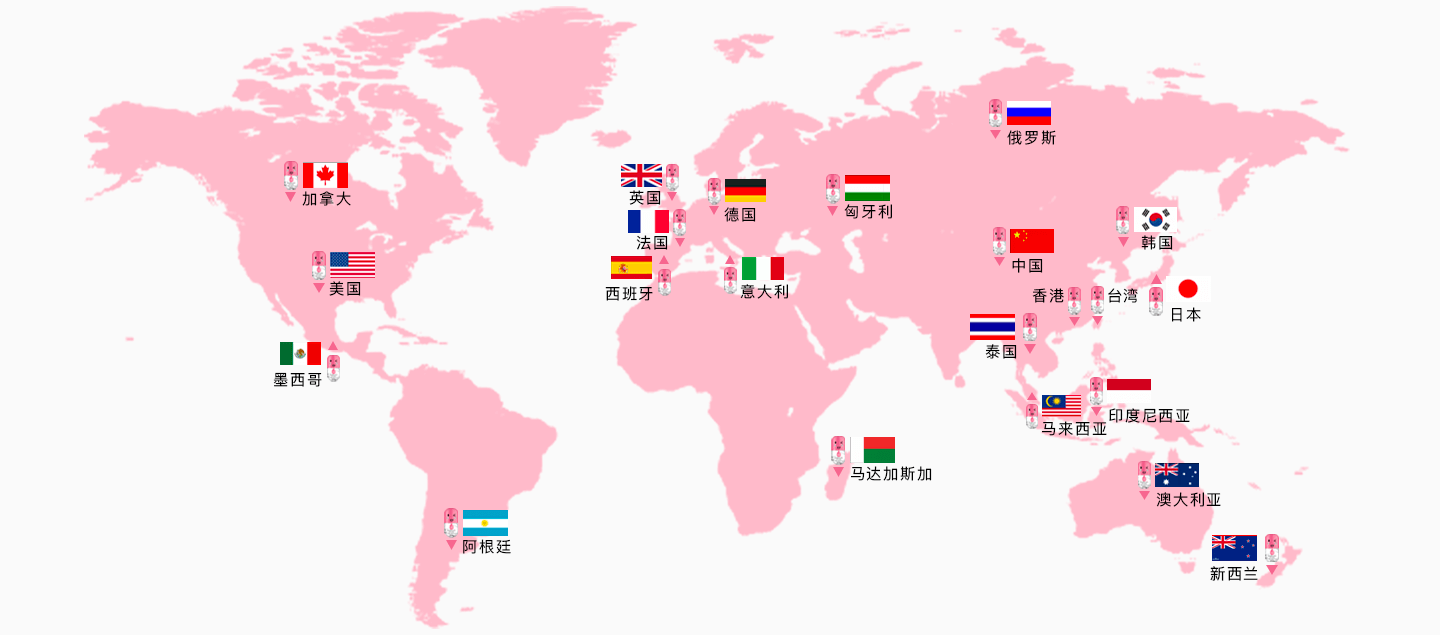 俄罗斯
加拿大
英国
德国
匈牙利
法国
韩国
中国
美国
西班牙
意大利
香港
台湾
日本
泰国
墨西哥
印度尼西亚
马来西亚
马达加斯加
澳大利亚
阿根廷
新西兰